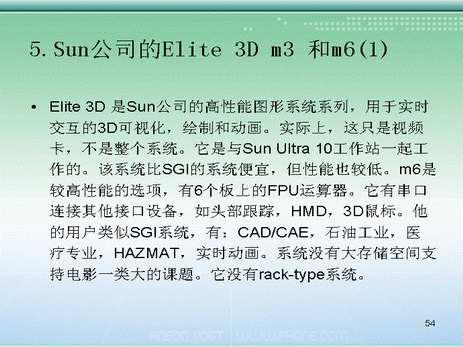 5.Sun公司的Elite 3D m3 和m6(1)
• Elite 3D 是Sun公司的高性能图形系统系列，用于实时
交互的3D可视化，绘制和动画。实际上，这只是视频
卡，不是整个系统。它是与Sun Ultra 10工作站一起工
作的。该系统比SGI的系统便宜，但性能也较低。m6是
较高性能的选项，有6个板上的FPU运算器。它有串口
连接其他接口设备，如头部跟踪，HMD，3D鼠标。他
的用户类似SGI系统，有：CAD/CAE，石油工业，医
疗专业，HAZMAT，实时动画。系统没有大存储空间支
持电影一类大的课题。它没有rack-type系统。
54